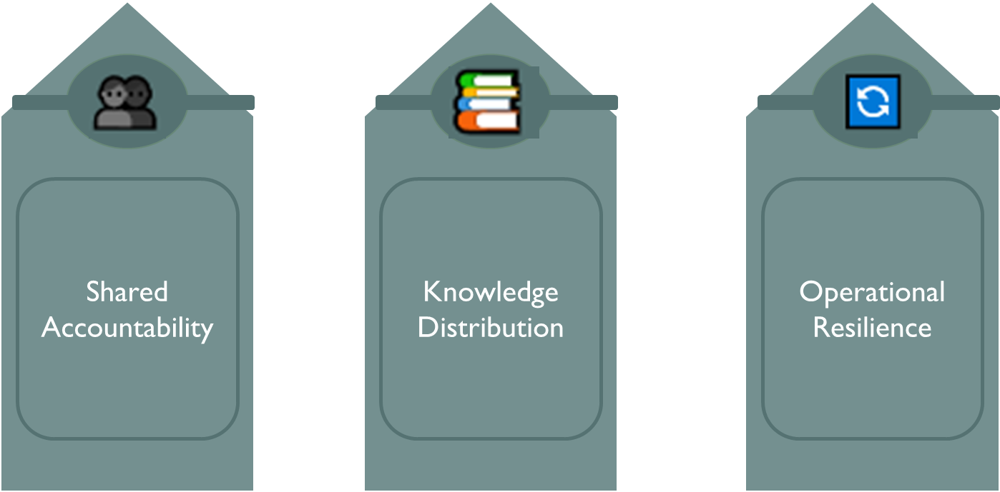 Shared
Accountability
Knowledge
Distribution
Operational
Resilience